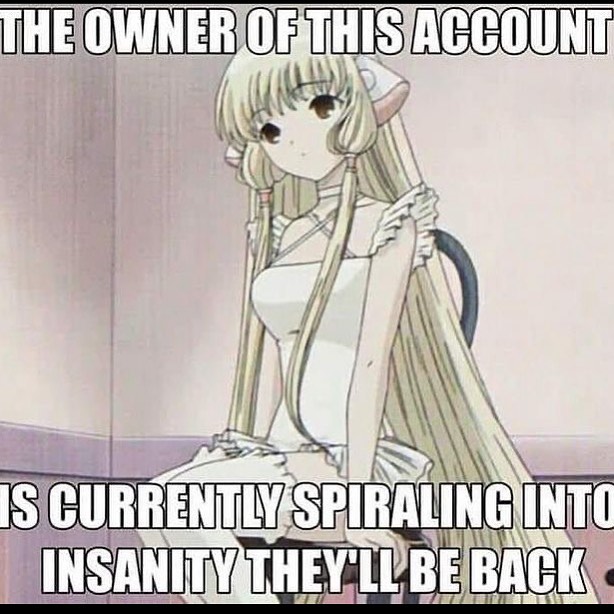 THE OWNER OF THIS ACCOUNT
IS CURRENTLY SPIRALING INTO
INSANITY THEY'LL BE BACK